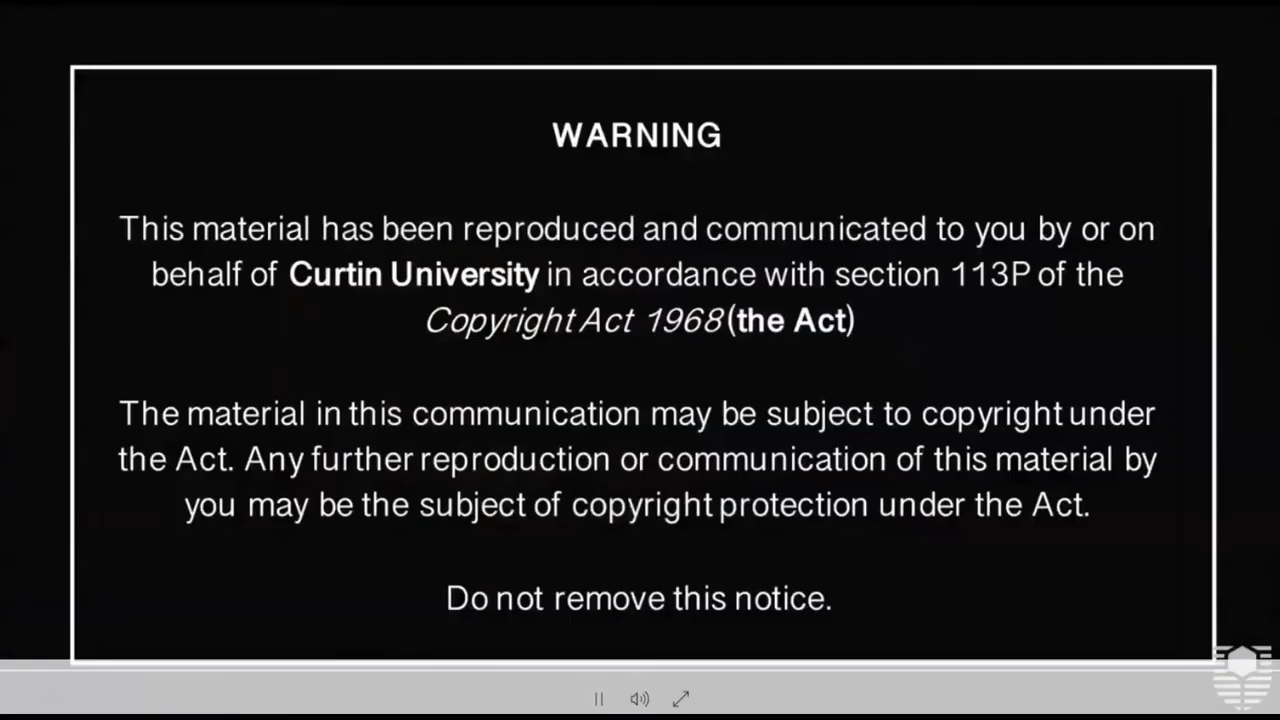 WARNING
This material has been reproduced and communicated to you by or on
behalf of Curtin University in accordance with section 113P of the
Copyright Act 1968 (the Act)
The material in this communication may be subject to copyright under
the Act. Any further reproduction or communication of this material by
you may be the subject of copyright protection under the Act.
Do not remove this notice.